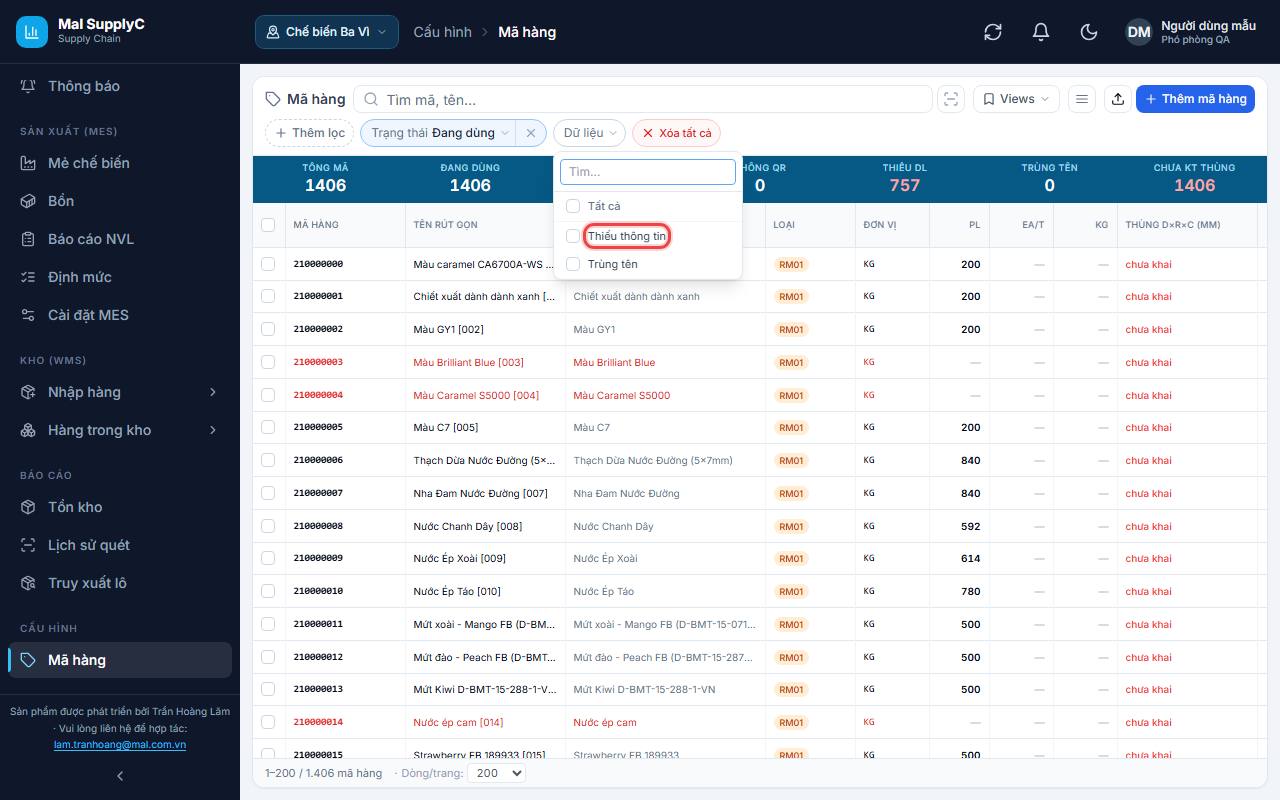 Mal SupplyC
Supply Chain
Chế biến Ba Vì
Cấu hình
Mã hàng
DM
Người dùng mẫu
Phó phòng QA
Thông báo
SẢN XUẤT (MES)
Mẻ chế biến
Bồn
Báo cáo NVL
Định mức
Cài đặt MES
KHO (WMS)
Nhập hàng
Hàng trong kho
BÁO CÁO
Tồn kho
Lịch sử quét
Truy xuất lô
CẤU HÌNH
Mã hàng
Sản phẩm được phát triển bởi Trần Hoàng Lâm
· Vui lòng liên hệ để hợp tác:
lam.tranhoang@mal.com.vn
Mã hàng
Tìm mã, tên...
Views
Thêm mã hàng
Thêm lọc
Trạng thái Đang dùng
Dữ liệu
Xóa tất cả
TỔNG MÃ ĐANG DÙNG HÔNG QR THIẾU DL TRÙNG TÊN CHƯA KT THÙNG
1406 1406 0 757 0 1406
Tìm...
Tất cả
Thiếu thông tin
Trùng tên
MÃ HÀNG TÊN RÚT GỌN LOẠI ĐƠN VỊ PL EA/T KG THÙNG D×R×C (MM)
210000000 Màu caramel CA6700A-WS ... RM01 KG 200 — — chưa khai
210000001 Chiết xuất dành dành xanh [... Chiết xuất dành dành xanh RM01 KG 200 — — chưa khai
210000002 Màu GY1 [002] Màu GY1 RM01 KG 200 — — chưa khai
210000003 Màu Brilliant Blue [003] Màu Brilliant Blue RM01 KG — — — chưa khai
210000004 Màu Caramel S5000 [004] Màu Caramel S5000 RM01 KG — — — chưa khai
210000005 Màu C7 [005] Màu C7 RM01 KG 200 — — chưa khai
210000006 Thạch Dừa Nước Đường (5×... Thạch Dừa Nước Đường (5×7mm) RM01 KG 840 — — chưa khai
210000007 Nha Đam Nước Đường [007] Nha Đam Nước Đường RM01 KG 840 — — chưa khai
210000008 Nước Chanh Dây [008] Nước Chanh Dây RM01 KG 592 — — chưa khai
210000009 Nước Ép Xoài [009] Nước Ép Xoài RM01 KG 614 — — chưa khai
210000010 Nước Ép Táo [010] Nước Ép Táo RM01 KG 780 — — chưa khai
210000011 Mứt xoài - Mango FB (D-BM... Mứt xoài - Mango FB (D-BMT-15-071... RM01 KG 500 — — chưa khai
210000012 Mứt đào - Peach FB (D-BMT... Mứt đào - Peach FB (D-BMT-15-287... RM01 KG 500 — — chưa khai
210000013 Mứt Kiwi D-BMT-15-288-1-V... Mứt Kiwi D-BMT-15-288-1-VN RM01 KG 500 — — chưa khai
210000014 Nước ép cam [014] Nước ép cam RM01 KG — — — chưa khai
210000015 Strawberry FB 189933 [015] Strawberry FB 189933 RM01 KG 500 — — chưa khai
1–200 / 1.406 mã hàng · Dòng/trang: 200